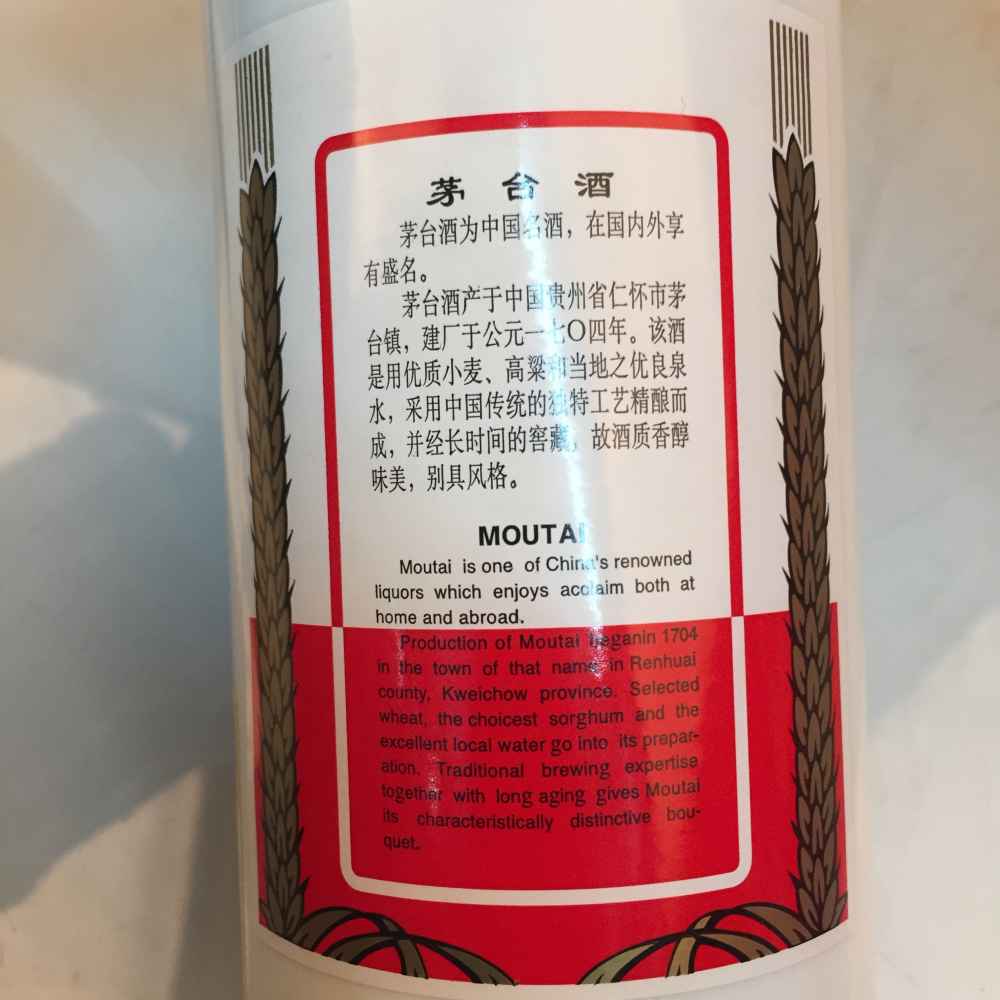 茅台酒
茅台酒为中国名酒，在国内外享
有盛名。
茅台酒产于中国贵州省仁怀市茅
台镇，建厂于公元一七〇四年。该酒
是用优质小麦、高粱和当地之优良泉
水，采用中国传统的独特工艺精酿而
成，并经长时间的窖藏，故酒质香醇
味美，别具风格。
MOUTAI
Moutai is one of China's renowned
liquors which enjoys acclaim both at
home and abroad.
Production of Moutai beganin 1704
in the town of that name in Renhuai
county, Kweichow province. Selected
wheat, the choicest sorghum and the
excellent local water go into its prepar-
ation. Traditional brewing expertise
together with long aging gives Moutai
its characteristically distinctive bou-
quet.